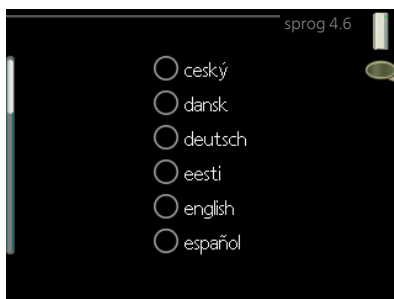 sprog 4.6
ceský
dansk
deutsch
eesti
english
español